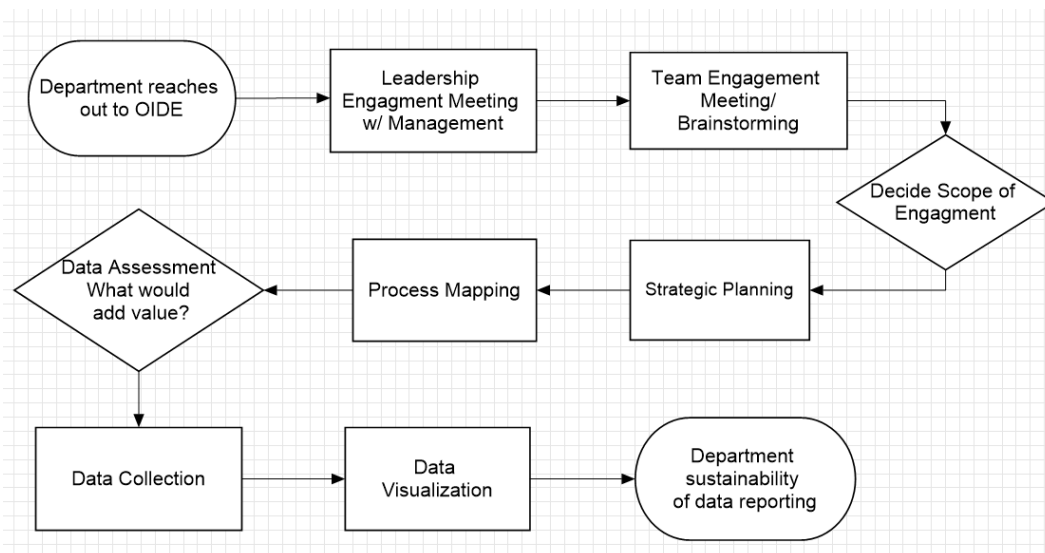 Department reaches
out to OIDE
Leadership
Engagment Meeting
w/ Management
Team Engagement
Meeting/
Brainstorming
Decide Scope of
Engagment
Strategic Planning
Process Mapping
Data Assessment
What would
add value?
Data Collection
Data
Visualization
Department
sustainability
of data reporting